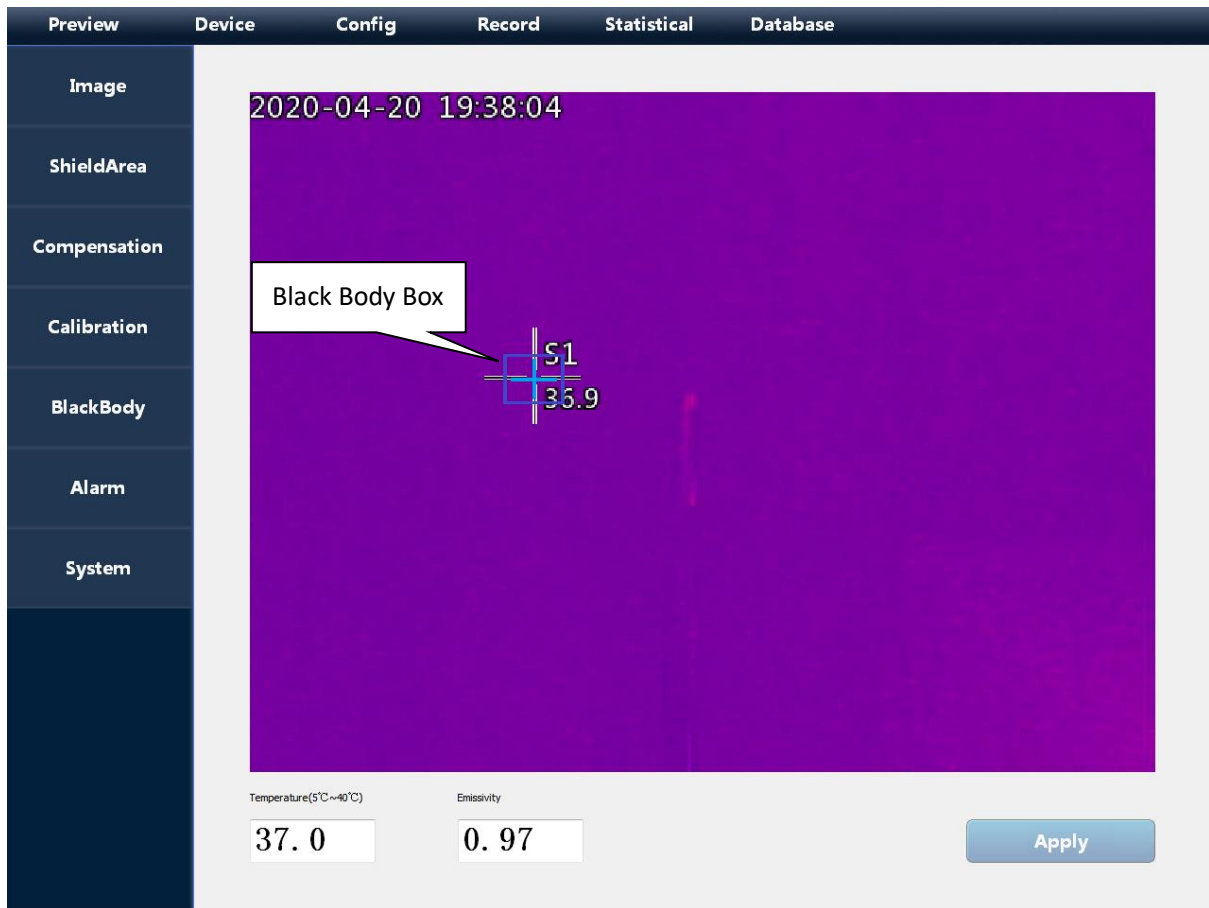 Preview Device Config Record Statistical Database
Image
ShieldArea
Compensation
Calibration
BlackBody
Alarm
System
2020-04-20 19:38:04
Black Body Box
S1
36.9
Temperature(5℃~40℃) Emissivity
37.0 0.97
Apply